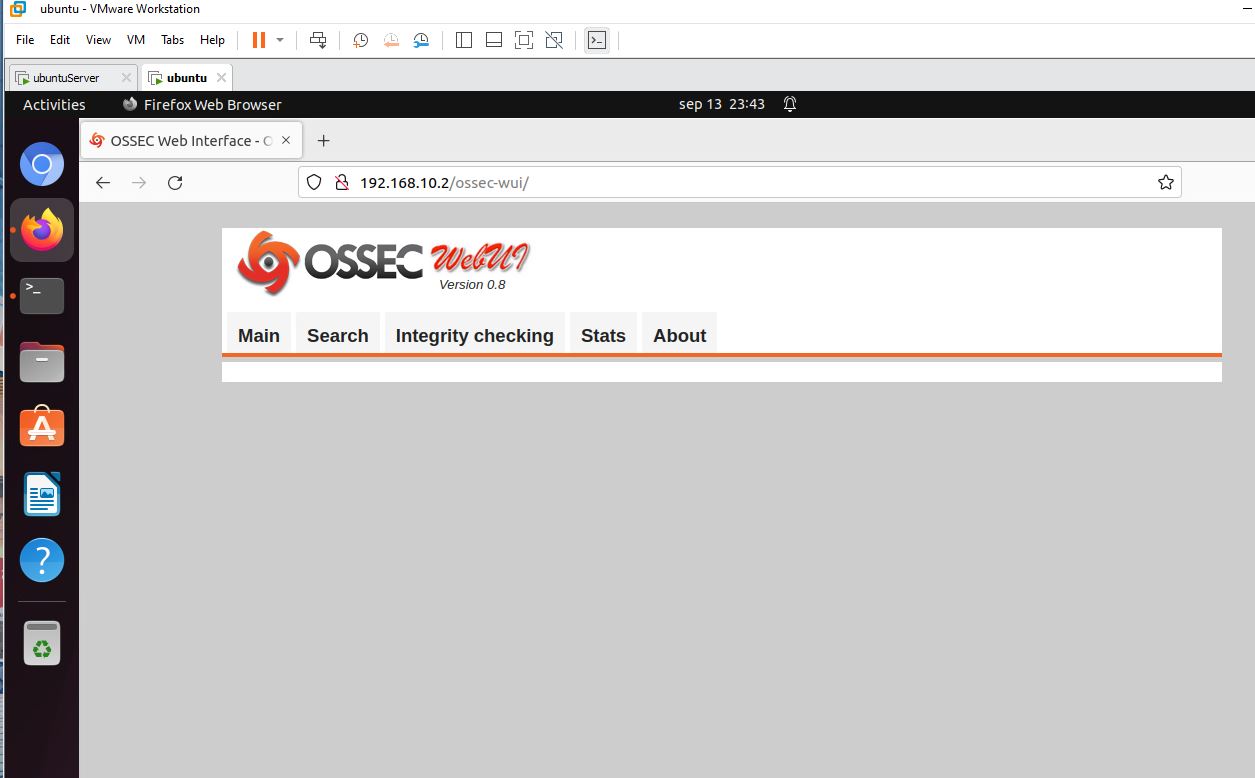 ubuntu - VMware Workstation
File Edit View VM Tabs Help
ubuntuServer ubuntu
Activities Firefox Web Browser sep 13 23:43
OSSEC Web Interface - O
192.168.10.2/ossec-wui/
OSSEC WebUI
Version 0.8
Main Search Integrity checking Stats About